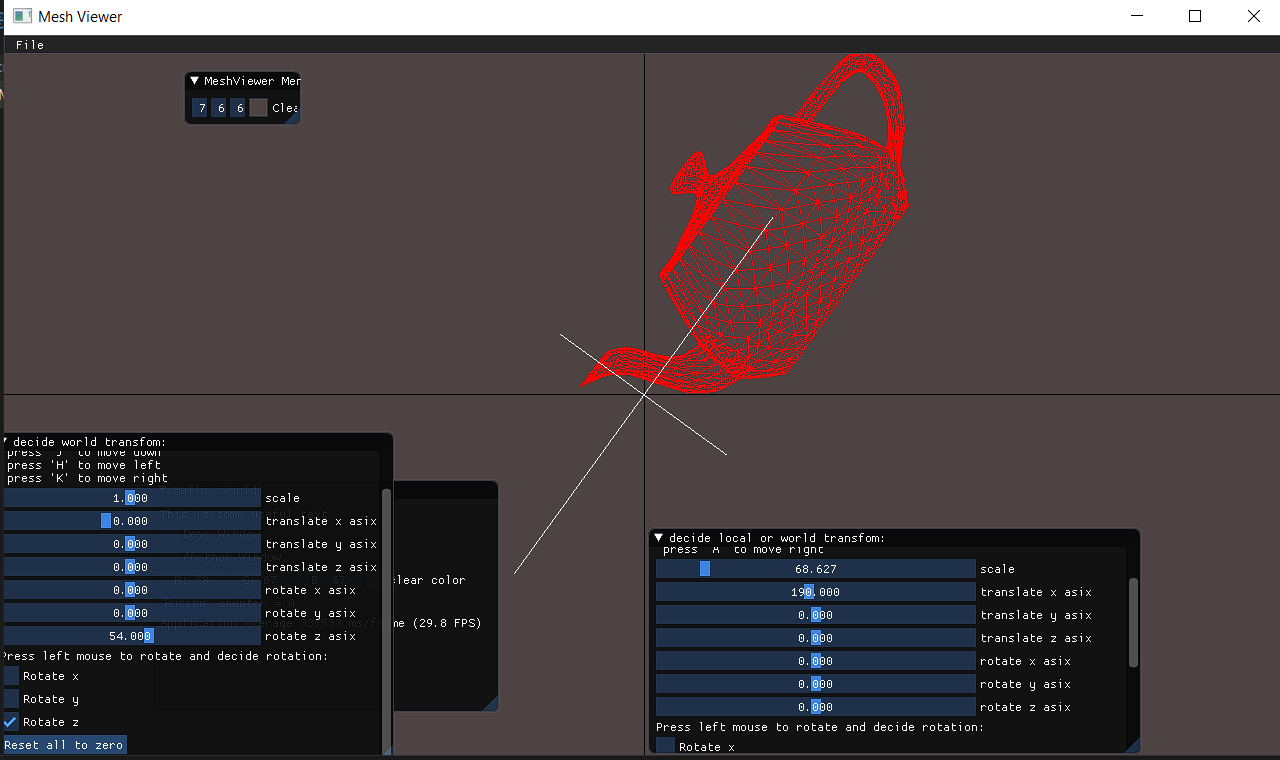 Mesh Viewer
File
MeshViewer Mer
7 6 6 Clea
decide world transfom:
press 'J' to move down
press 'H' to move left
press 'K' to move right
1.000 scale
0.000 translate x asix
0.000 translate y asix
0.000 translate z asix
0.000 rotate x asix
0.000 rotate y asix
54.000 rotate z asix
Press left mouse to rotate and decide rotation:
Rotate x
Rotate y
Rotate z
Reset all to zero
Hello, world
This is some useful text.
Demo Window
Another Window
R: 78 G: 67 B: 67 clear color
Button counter =
Application average ms/frame (29.8 FPS)
decide local or world transfom:
press 'A' to move right
68.627 scale
190.000 translate x asix
0.000 translate y asix
0.000 translate z asix
0.000 rotate x asix
0.000 rotate y asix
0.000 rotate z asix
Press left mouse to rotate and decide rotation:
Rotate x